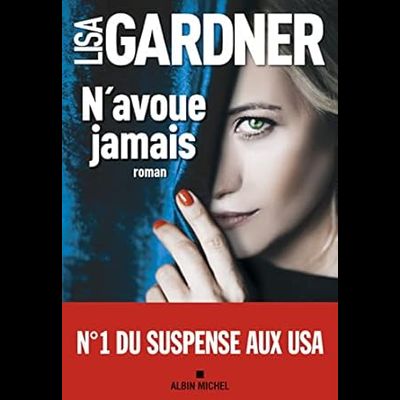 LISA
GARDNER
N'avoue
jamais
roman
N°1 DU SUSPENSE AUX USA
ALBIN MICHEL